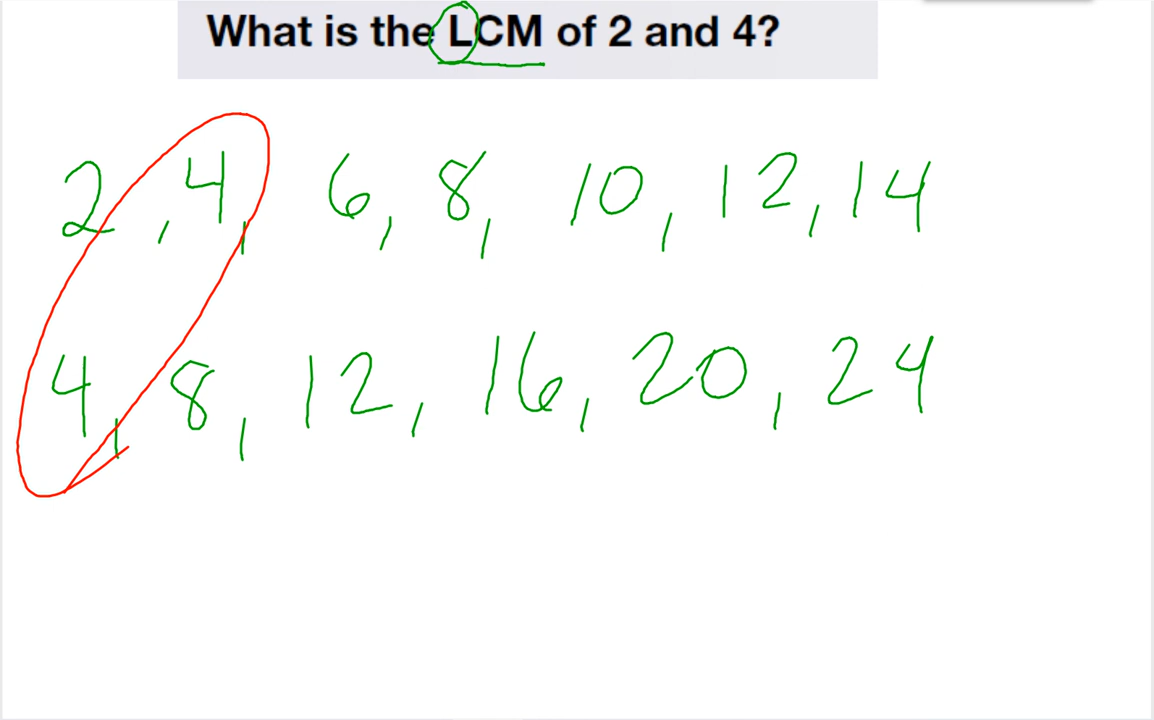 What is the LCM of 2 and 4?
2, 4, 6, 8, 10, 12, 14
4, 8, 12, 16, 20, 24